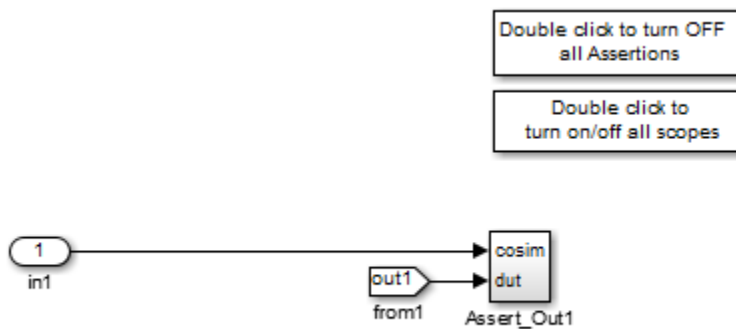 Double click to turn OFF
all Assertions
Double click to
turn on/off all scopes
1
in1
out1
from1
cosim
dut
Assert_Out1